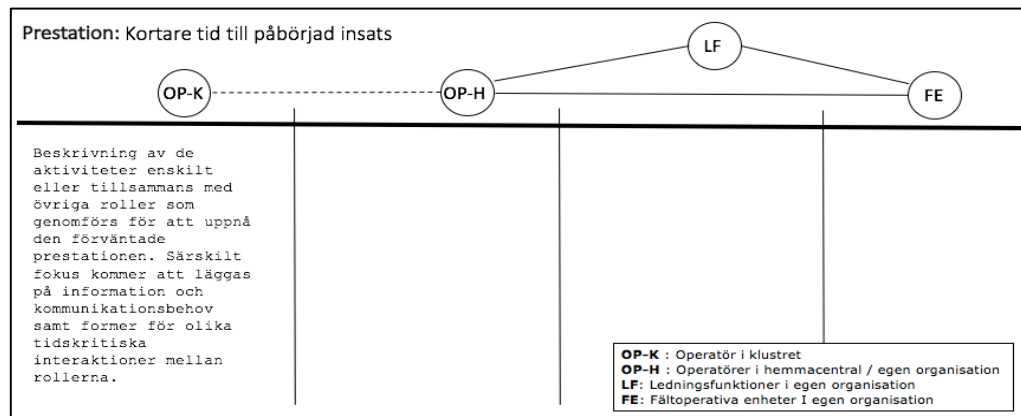 Prestation: Kortare tid till påbörjad insats
LF
OP-K
OP-H
FE
Beskrivning av de
aktiviteter enskilt
eller tillsammans med
övriga roller som
genomförs för att uppnå
den förväntade
prestationen. Särskilt
fokus kommer att läggas
på information och
kommunikationsbehov
samt former för olika
tidskritiska
interaktioner mellan
rollerna.
OP-K : Operatör i klustret
OP-H : Operatörer i hemmacentral / egen organisation
LF: Ledningsfunktioner i egen organisation
FE: Fältoperativa enheter I egen organisation